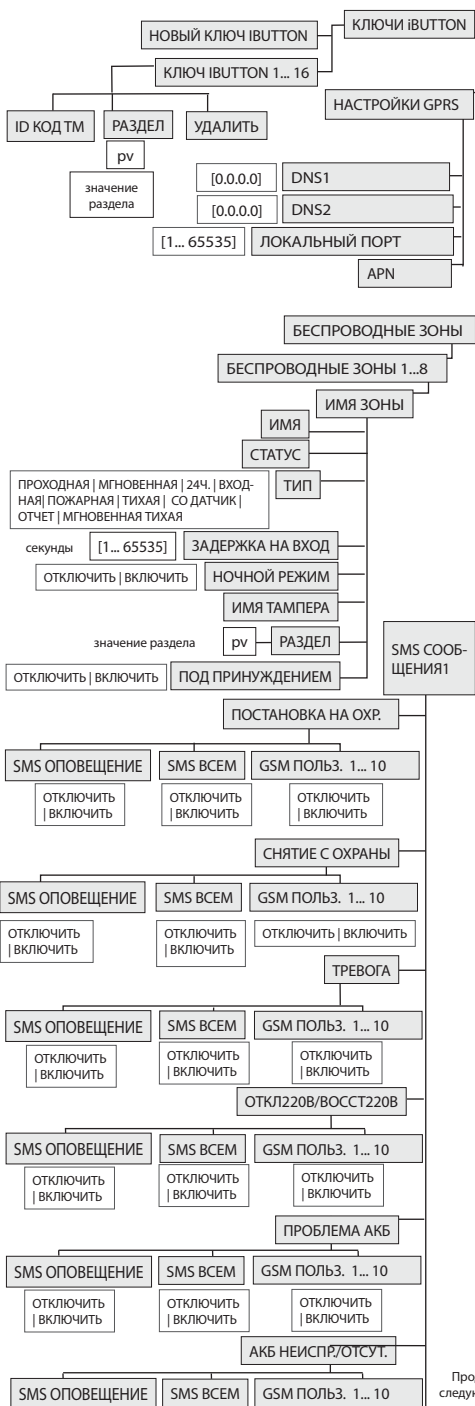 НОВЫЙ КЛЮЧ IBUTTON
КЛЮЧИ iBUTTON
КЛЮЧ IBUTTON 1... 16
НАСТРОЙКИ GPRS
ID КОД ТМ
РАЗДЕЛ
УДАЛИТЬ
pv
значение
раздела
[0.0.0.0]
DNS1
[0.0.0.0]
DNS2
[1... 65535]
ЛОКАЛЬНЫЙ ПОРТ
APN
БЕСПРОВОДНЫЕ ЗОНЫ
БЕСПРОВОДНЫЕ ЗОНЫ 1...8
ИМЯ ЗОНЫ
ИМЯ
СТАТУС
ТИП
ПРОХОДНАЯ | МГНОВЕННАЯ | 24Ч. | ВХОД-
НАЯ| ПОЖАРНАЯ | ТИХАЯ | СО ДАТЧИК |
ОТЧЕТ | МГНОВЕННАЯ ТИХАЯ
секунды
[1... 65535]
ЗАДЕРЖКА НА ВХОД
ОТКЛЮЧИТЬ | ВКЛЮЧИТЬ
НОЧНОЙ РЕЖИМ
ИМЯ ТАМПЕРА
значение раздела
pv
РАЗДЕЛ
ОТКЛЮЧИТЬ | ВКЛЮЧИТЬ
ПОД ПРИНУЖДЕНИЕМ
SMS СООБ-
ЩЕНИЯ1
ПОСТАНОВКА НА ОХР.
SMS ОПОВЕЩЕНИЕ
SMS ВСЕМ
GSM ПОЛЬЗ. 1... 10
ОТКЛЮЧИТЬ
| ВКЛЮЧИТЬ
ОТКЛЮЧИТЬ
| ВКЛЮЧИТЬ
ОТКЛЮЧИТЬ
| ВКЛЮЧИТЬ
СНЯТИЕ С ОХРАНЫ
SMS ОПОВЕЩЕНИЕ
SMS ВСЕМ
GSM ПОЛЬЗ. 1... 10
ОТКЛЮЧИТЬ
| ВКЛЮЧИТЬ
ОТКЛЮЧИТЬ
| ВКЛЮЧИТЬ
ОТКЛЮЧИТЬ | ВКЛЮЧИТЬ
ТРЕВОГА
SMS ОПОВЕЩЕНИЕ
SMS ВСЕМ
GSM ПОЛЬЗ. 1... 10
ОТКЛЮЧИТЬ
| ВКЛЮЧИТЬ
ОТКЛЮЧИТЬ
| ВКЛЮЧИТЬ
ОТКЛЮЧИТЬ
| ВКЛЮЧИТЬ
ОТКЛ220В/ВОССТ220В
SMS ОПОВЕЩЕНИЕ
SMS ВСЕМ
GSM ПОЛЬЗ. 1... 10
ОТКЛЮЧИТЬ
| ВКЛЮЧИТЬ
ОТКЛЮЧИТЬ
| ВКЛЮЧИТЬ
ОТКЛЮЧИТЬ
| ВКЛЮЧИТЬ
ПРОБЛЕМА АКБ
SMS ОПОВЕЩЕНИЕ
SMS ВСЕМ
GSM ПОЛЬЗ. 1... 10
ОТКЛЮЧИТЬ
| ВКЛЮЧИТЬ
ОТКЛЮЧИТЬ
| ВКЛЮЧИТЬ
ОТКЛЮЧИТЬ
| ВКЛЮЧИТЬ
АКБ НЕИСПР./ОТСУТ.
SMS ОПОВЕЩЕНИЕ
SMS ВСЕМ
GSM ПОЛЬЗ. 1... 10